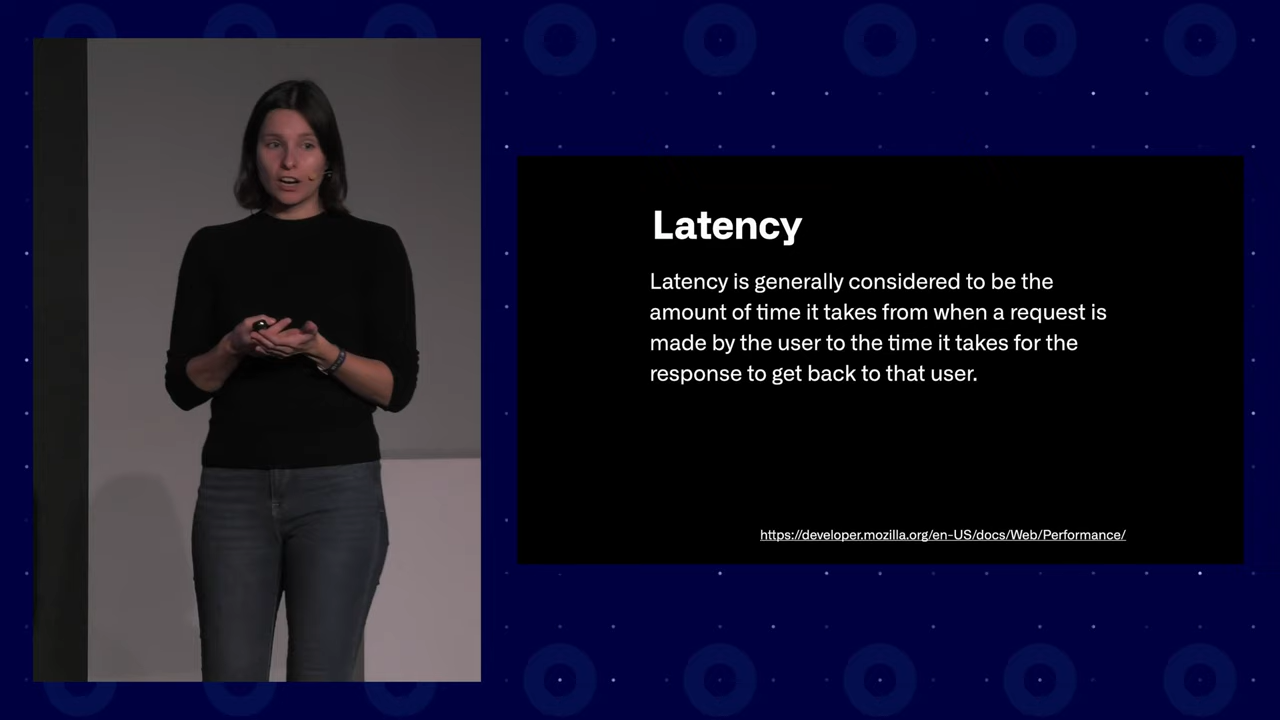 Latency
Latency is generally considered to be the
amount of time it takes from when a request is
made by the user to the time it takes for the
response to get back to that user.
https://developer.mozilla.org/en-US/docs/Web/Performance/